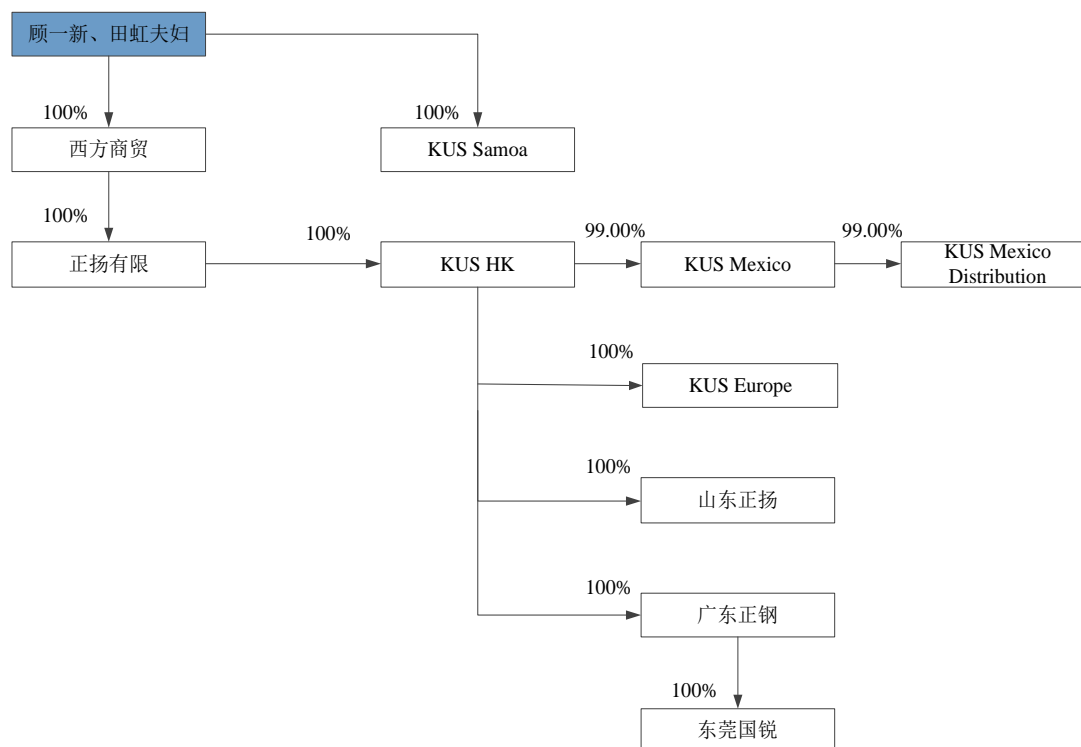 顾一新、田虹夫妇
100%
100%
西方商贸
KUS Samoa
100%
正扬有限
100%
KUS HK
99.00%
KUS Mexico
99.00%
KUS Mexico
Distribution
100%
KUS Europe
100%
山东正扬
100%
广东正钢
100%
东莞国锐